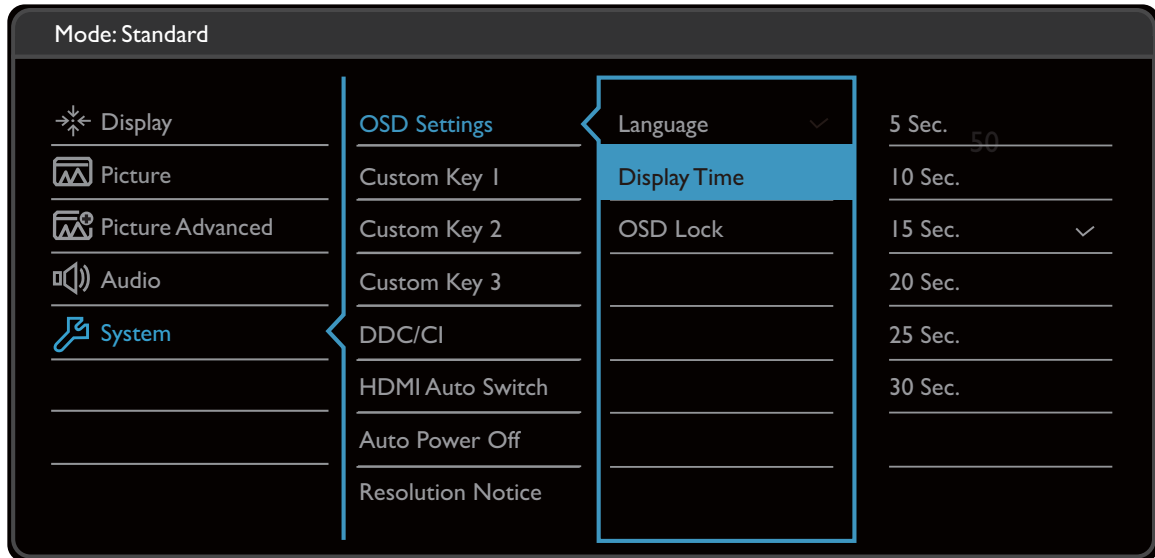 Mode: Standard
Display
Picture
Picture Advanced
Audio
System
OSD Settings
Custom Key 1
Custom Key 2
Custom Key 3
DDC/CI
HDMI Auto Switch
Auto Power Off
Resolution Notice
Language
Display Time
OSD Lock
5 Sec.
50
10 Sec.
15 Sec.
20 Sec.
25 Sec.
30 Sec.